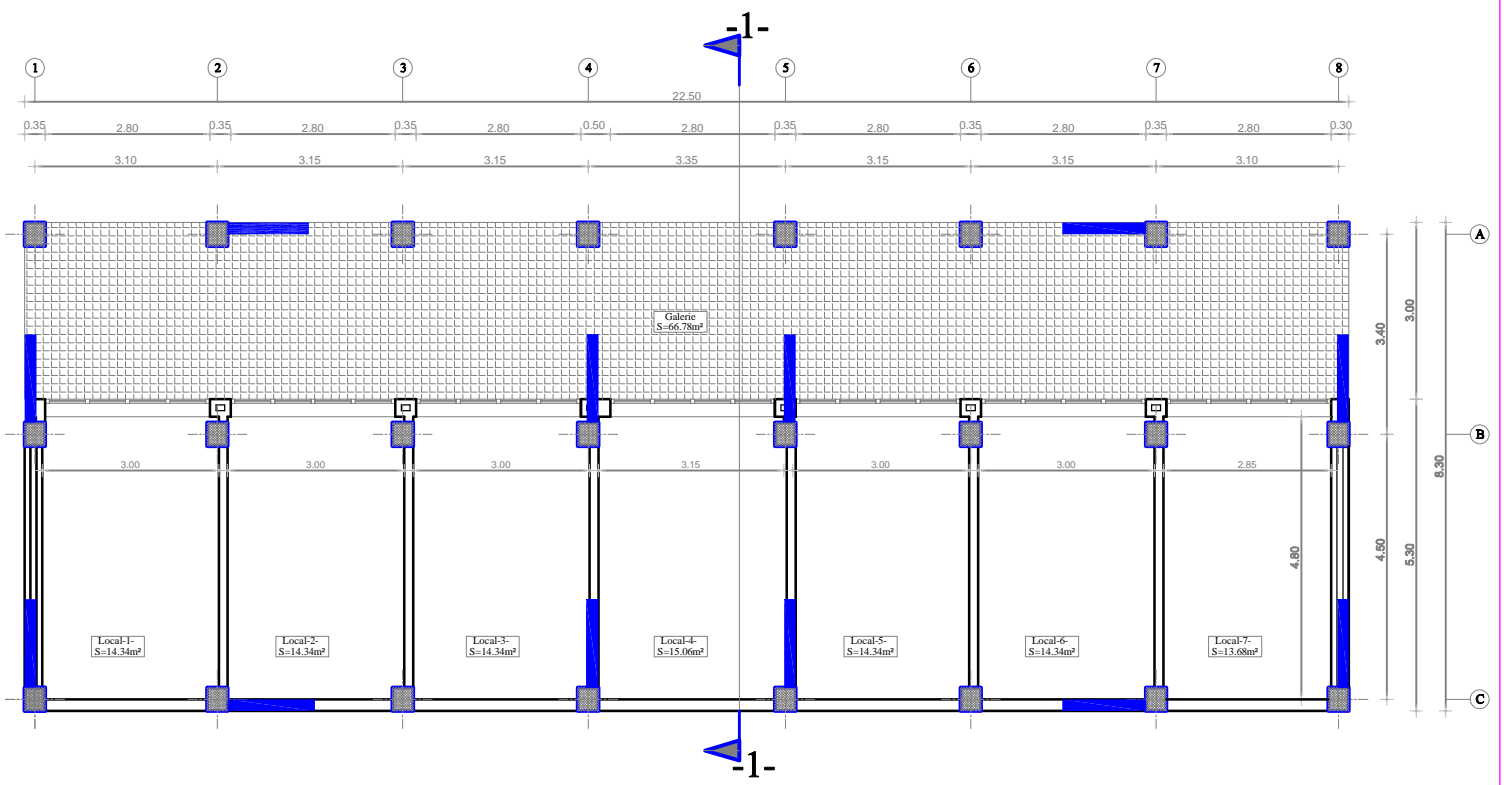 -1-
1 2 3 4 5 6 7 8
22.50
0.35 2.80 0.35 2.80 0.35 2.80 0.50 2.80 0.35 2.80 0.35 2.80 0.35 2.80 0.30
3.10 3.15 3.15 3.35 3.15 3.15 3.10
A
Galerie
S=66.78m²
3.00
3.40
B
3.00 3.00 3.00 3.15 3.00 3.00 2.85
8.30
4.80
4.50
5.30
Local-1-
S=14.34m²
Local-2-
S=14.34m²
Local-3-
S=14.34m²
Local-4-
S=15.06m²
Local-5-
S=14.34m²
Local-6-
S=14.34m²
Local-7-
S=13.68m²
C
-1-